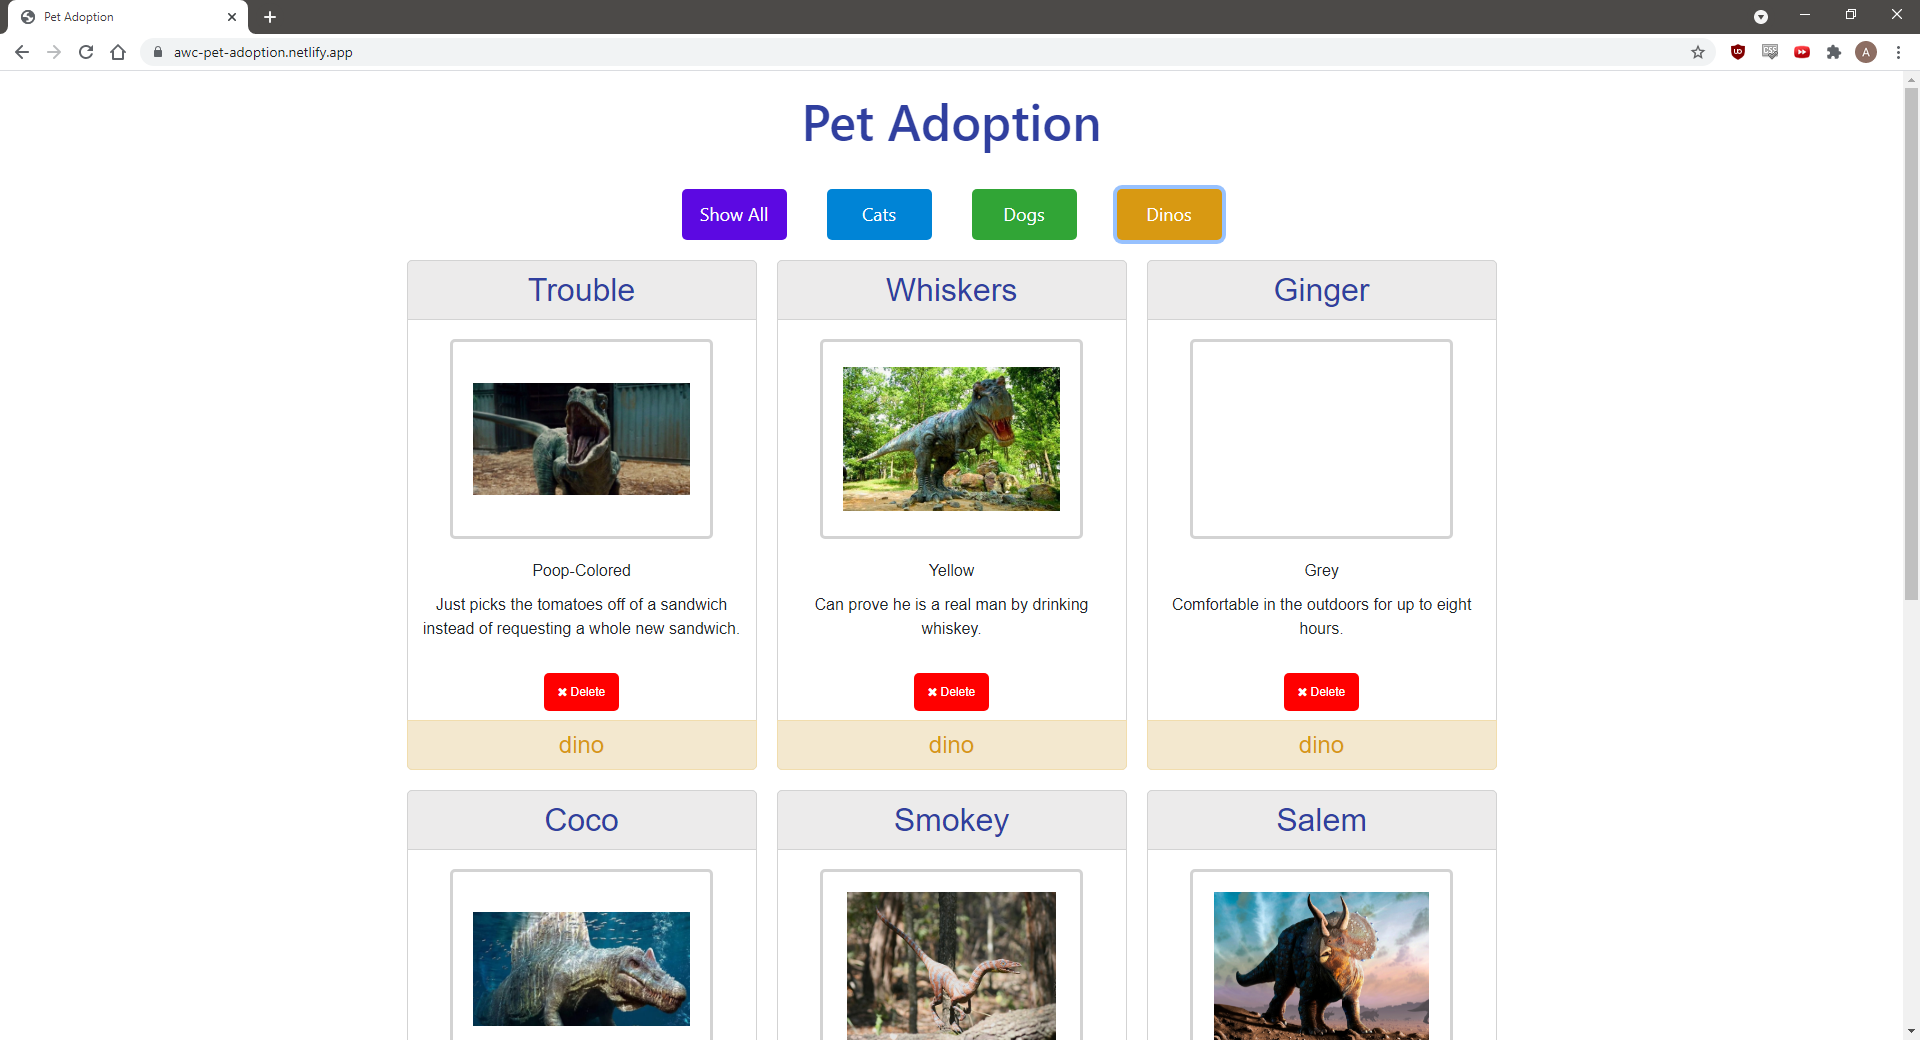 Pet Adoption
awc-pet-adoption.netlify.app
A
Pet Adoption
Show All
Cats
Dogs
Dinos
Trouble
Poop-Colored
Just picks the tomatoes off of a sandwich
instead of requesting a whole new sandwich.
✖ Delete
dino
Whiskers
Yellow
Can prove he is a real man by drinking
whiskey.
✖ Delete
dino
Ginger
Grey
Comfortable in the outdoors for up to eight
hours.
✖ Delete
dino
Coco
Smokey
Salem